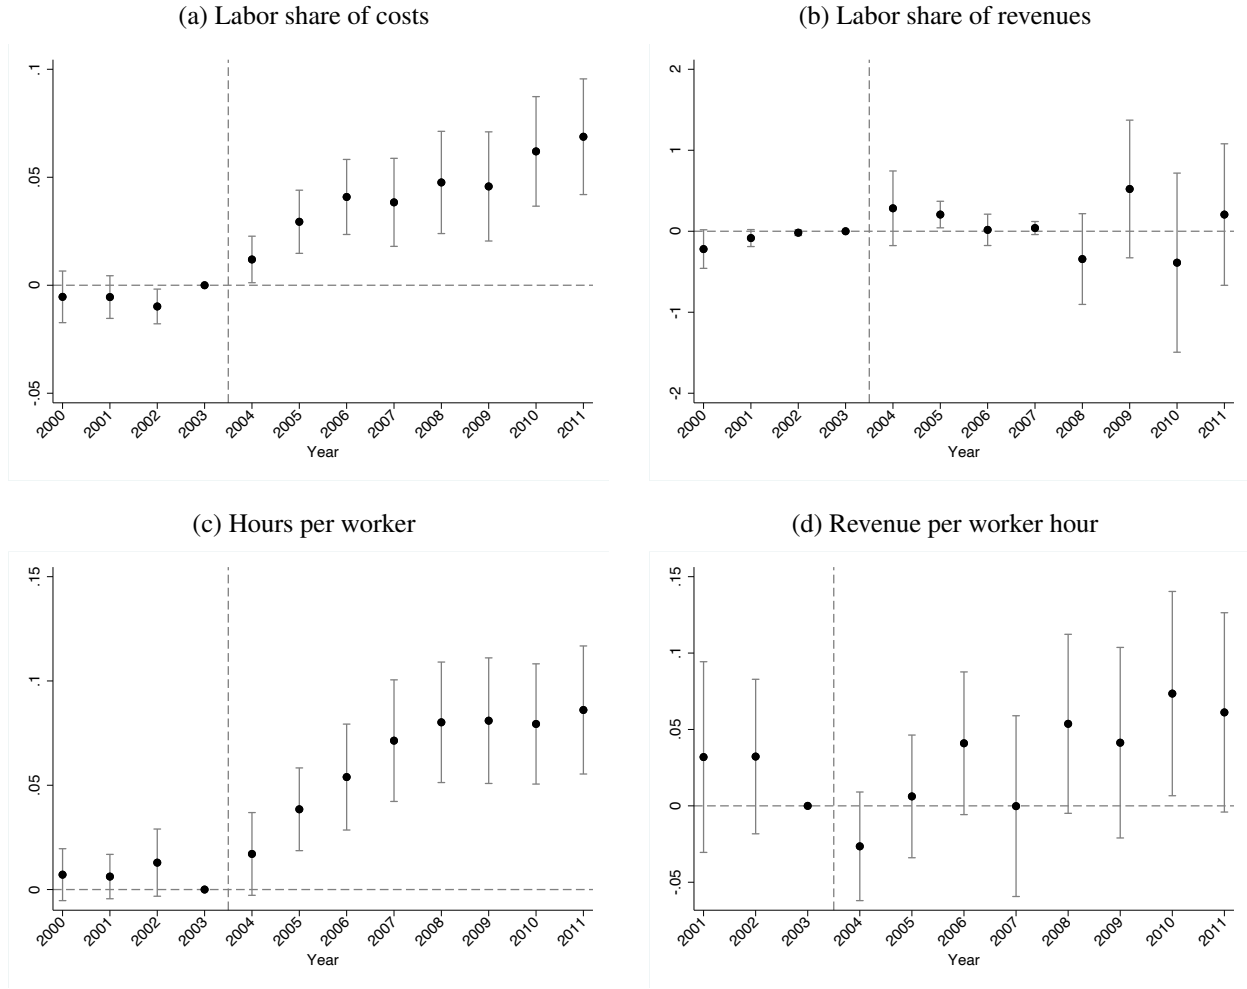 (a) Labor share of costs
.1
.05
0
-.05
2000 2001 2002 2003 2004 2005 2006 2007 2008 2009 2010 2011
Year
(b) Labor share of revenues
2
1
0
-1
-2
2000 2001 2002 2003 2004 2005 2006 2007 2008 2009 2010 2011
Year
(c) Hours per worker
.15
.1
.05
0
2000 2001 2002 2003 2004 2005 2006 2007 2008 2009 2010 2011
Year
(d) Revenue per worker hour
.15
.1
.05
0
-.05
2001 2002 2003 2004 2005 2006 2007 2008 2009 2010 2011
Year